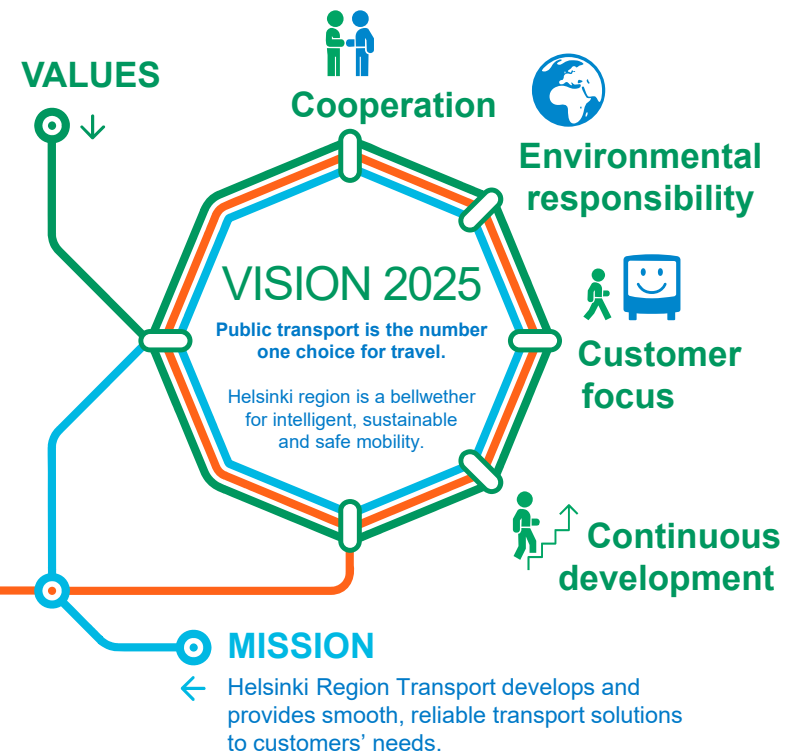 VALUES
Cooperation
Environmental
responsibility
VISION 2025
Public transport is the number
one choice for travel.
Helsinki region is a bellwether
for intelligent, sustainable
and safe mobility.
Customer
focus
Continuous
development
MISSION
Helsinki Region Transport develops and
provides smooth, reliable transport solutions
to customers’ needs.